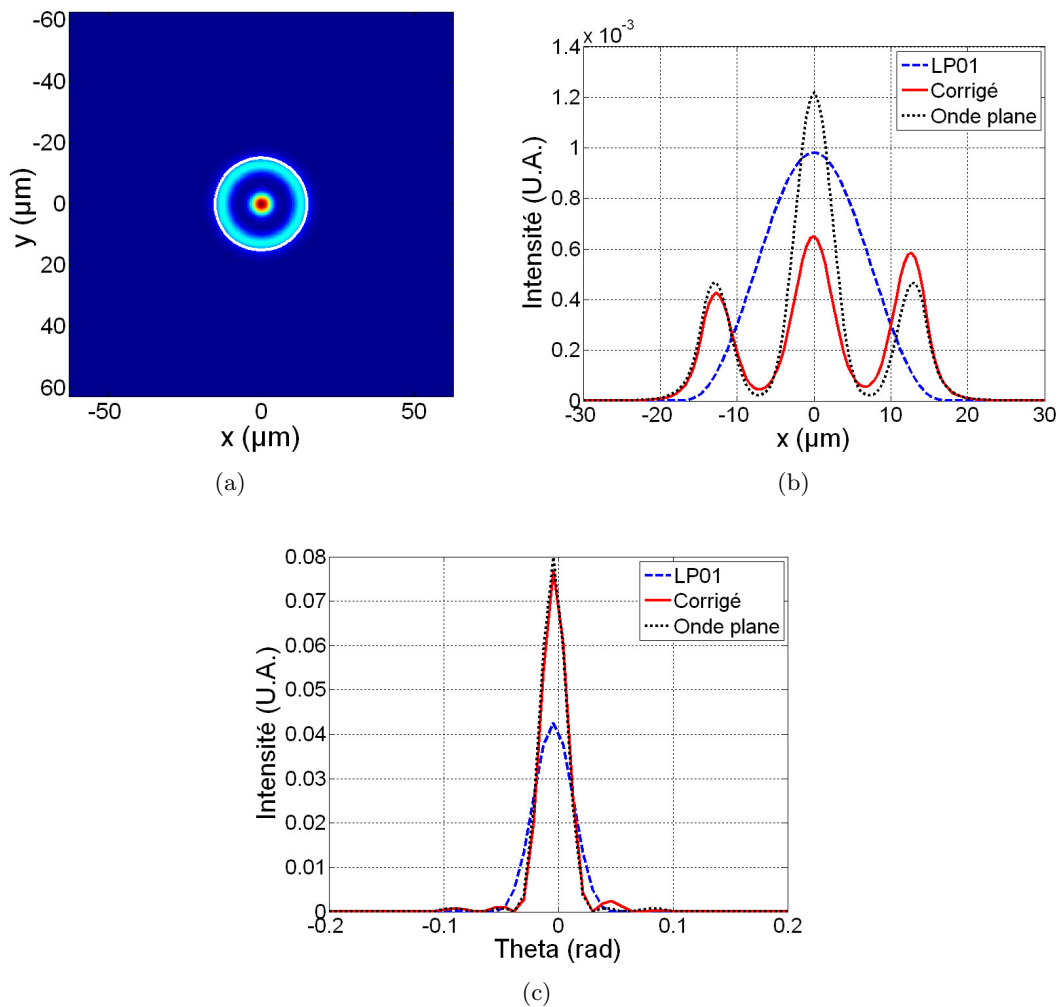 -60
-40
-20
0
20
40
60
y (µm)
-50
0
50
x (µm)
(a)
1.4 x 10⁻³
1.2
1
0.8
0.6
0.4
0.2
0
Intensité (U.A.)
LP01
Corrigé
Onde plane
-30
-20
-10
0
10
20
30
x (µm)
(b)
0.08
0.07
0.06
0.05
0.04
0.03
0.02
0.01
0
Intensité (U.A.)
LP01
Corrigé
Onde plane
-0.2
-0.1
0
0.1
0.2
Theta (rad)
(c)